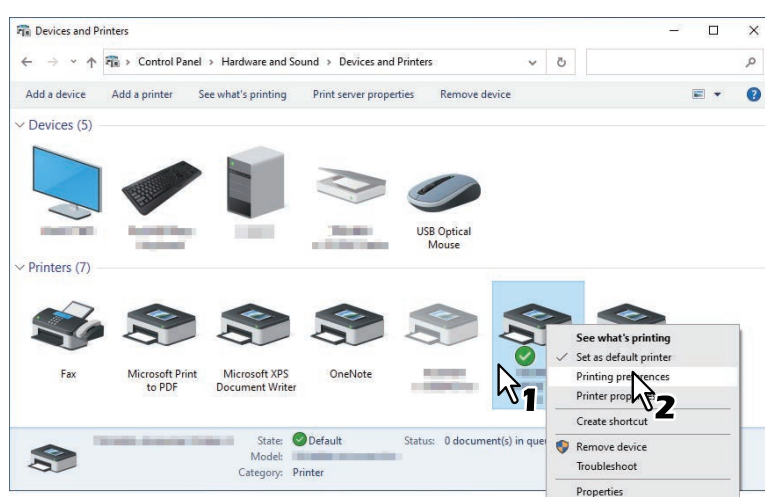 Devices and Printers
Control Panel > Hardware and Sound > Devices and Printers
Add a device Add a printer See what's printing Print server properties Remove device
Devices (5)
USB Optical
Mouse
Printers (7)
Fax
Microsoft Print
to PDF
Microsoft XPS
Document Writer
OneNote
1
See what's printing
Set as default printer
Printing preferences
Printer prope
2
Create shortcut
Remove device
Troubleshoot
Properties
State: Default Status: 0 document(s) in que
Model:
Category: Printer